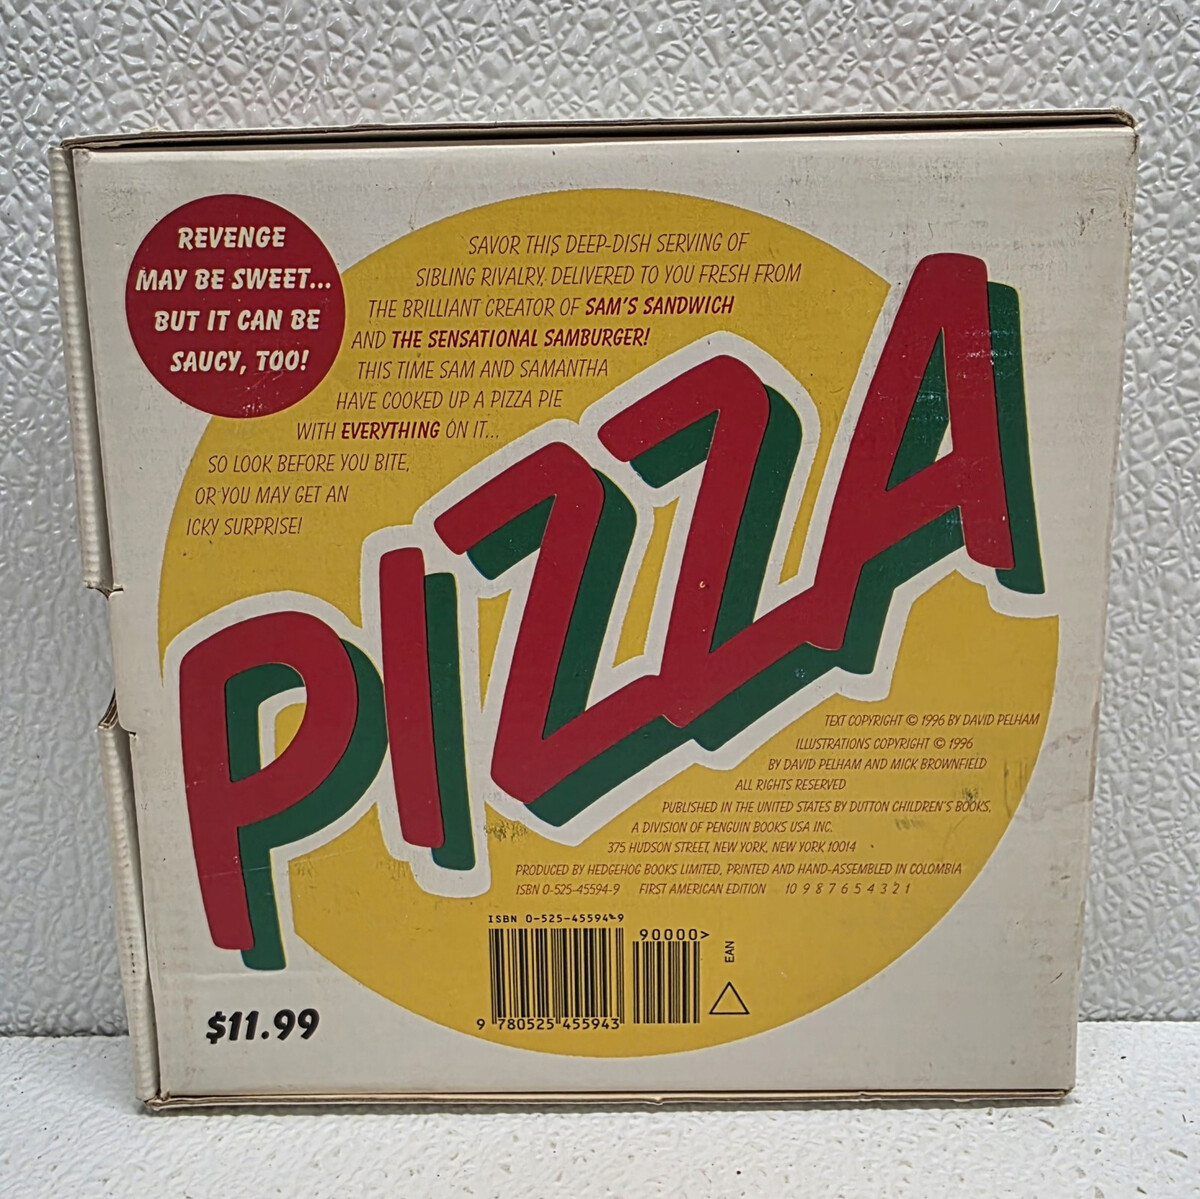 REVENGE
MAY BE SWEET...
BUT IT CAN BE
SAUCY, TOO!
SAVOR THIS DEEP-DISH SERVING OF
SIBLING RIVALRY, DELIVERED TO YOU FRESH FROM
THE BRILLIANT CREATOR OF SAM'S SANDWICH
AND THE SENSATIONAL SAMBURGER!
THIS TIME SAM AND SAMANTHA
HAVE COOKED UP A PIZZA PIE
WITH EVERYTHING ON IT...
SO LOOK BEFORE YOU BITE,
OR YOU MAY GET AN
ICKY SURPRISE!
PIZZA
TEXT COPYRIGHT © 1996 BY DAVID PELHAM
ILLUSTRATIONS COPYRIGHT © 1996
BY DAVID PELHAM AND MICK BROWNFIELD
ALL RIGHTS RESERVED
PUBLISHED IN THE UNITED STATES BY DUTTON CHILDREN'S BOOKS,
A DIVISION OF PENGUIN BOOKS USA INC.
375 HUDSON STREET, NEW YORK, NEW YORK 10014
PRODUCED BY HEDGEHOG BOOKS LIMITED, PRINTED AND HAND-ASSEMBLED IN COLOMBIA
ISBN 0-525-45594-9 FIRST AMERICAN EDITION 10 9 8 7 6 5 4 3 2 1
ISBN 0-525-45594-9
90000>
EAN
9 780525 455943
$11.99